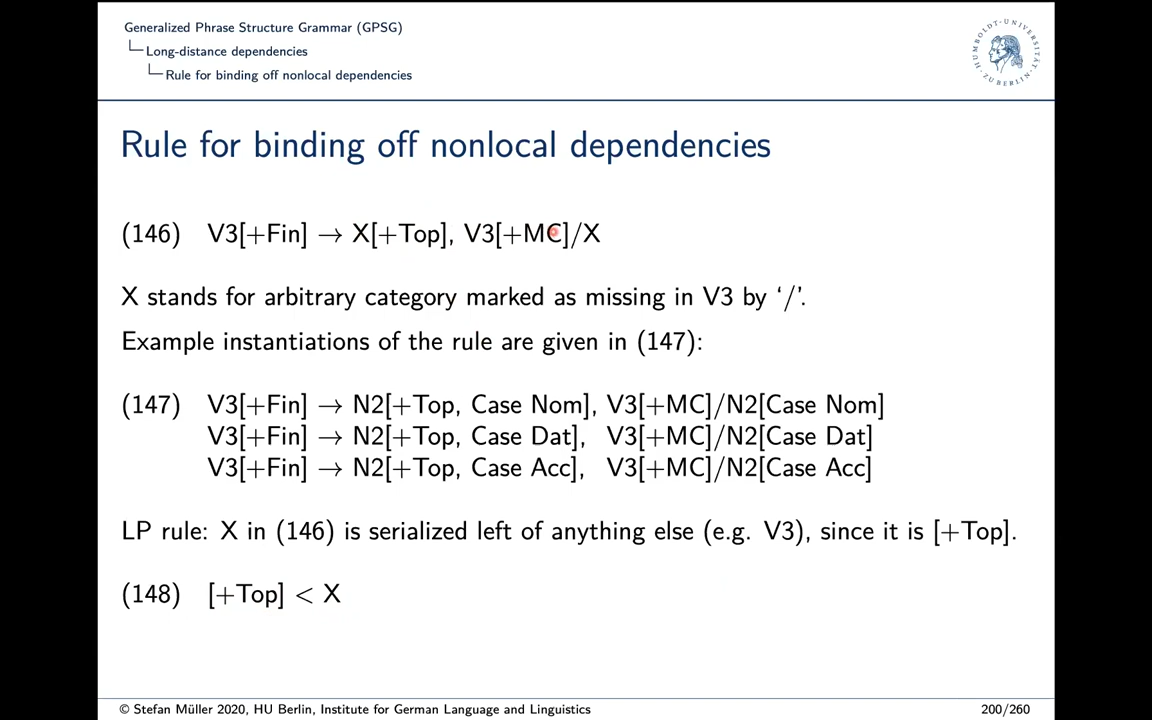 Generalized Phrase Structure Grammar (GPSG)
Long-distance dependencies
Rule for binding off nonlocal dependencies
HUMBOLDT-UNIVERSITÄT ZU BERLIN
Rule for binding off nonlocal dependencies
(146) V3[+Fin] → X[+Top], V3[+MC]/X
X stands for arbitrary category marked as missing in V3 by ‘/’.
Example instantiations of the rule are given in (147):
(147) V3[+Fin] → N2[+Top, Case Nom], V3[+MC]/N2[Case Nom]
V3[+Fin] → N2[+Top, Case Dat], V3[+MC]/N2[Case Dat]
V3[+Fin] → N2[+Top, Case Acc], V3[+MC]/N2[Case Acc]
LP rule: X in (146) is serialized left of anything else (e.g. V3), since it is [+Top].
(148) [+Top] < X
© Stefan Müller 2020, HU Berlin, Institute for German Language and Linguistics
200/260